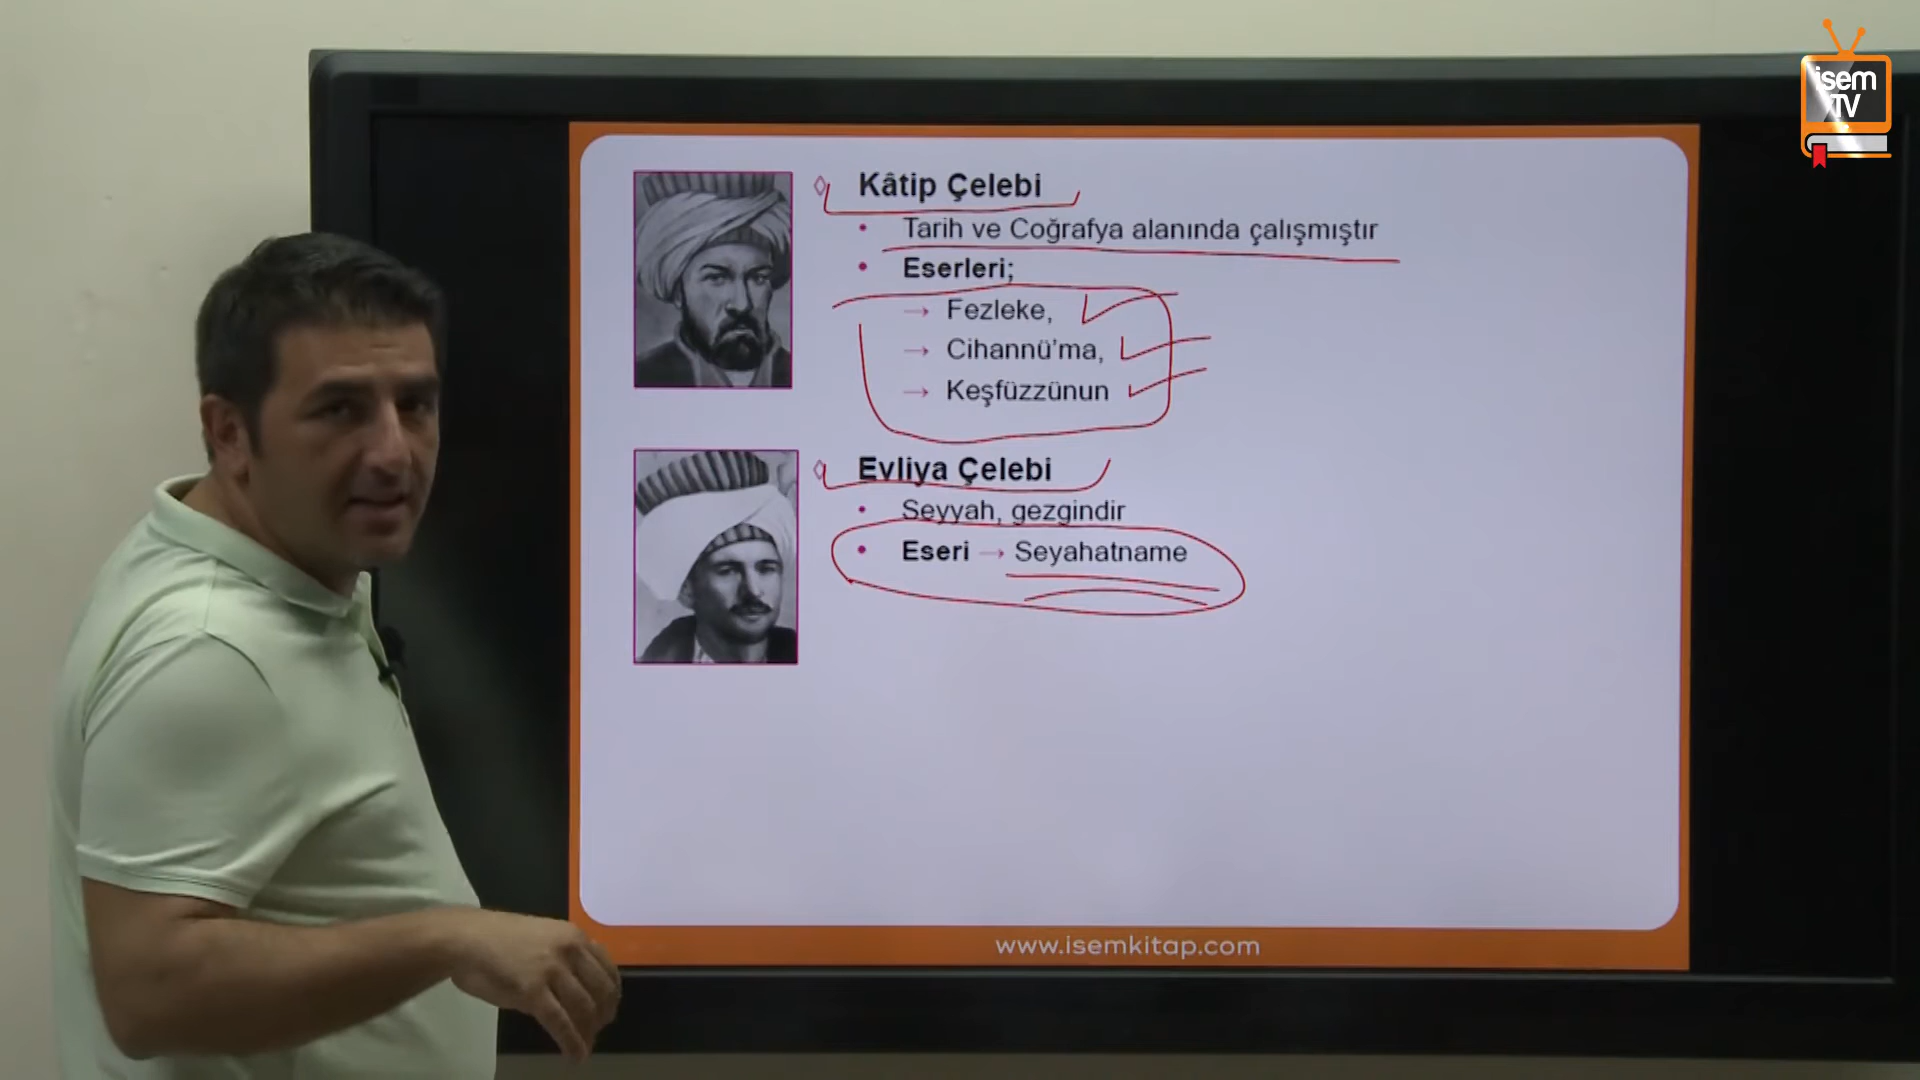 isem
TV
Kâtip Çelebi
• Tarih ve Coğrafya alanında çalışmıştır
• Eserleri;
→ Fezleke,
→ Cihannü'ma,
→ Keşfüzzünun
Evliya Çelebi
• Seyyah, gezgindir
• Eseri → Seyahatname
www.isemkitap.com